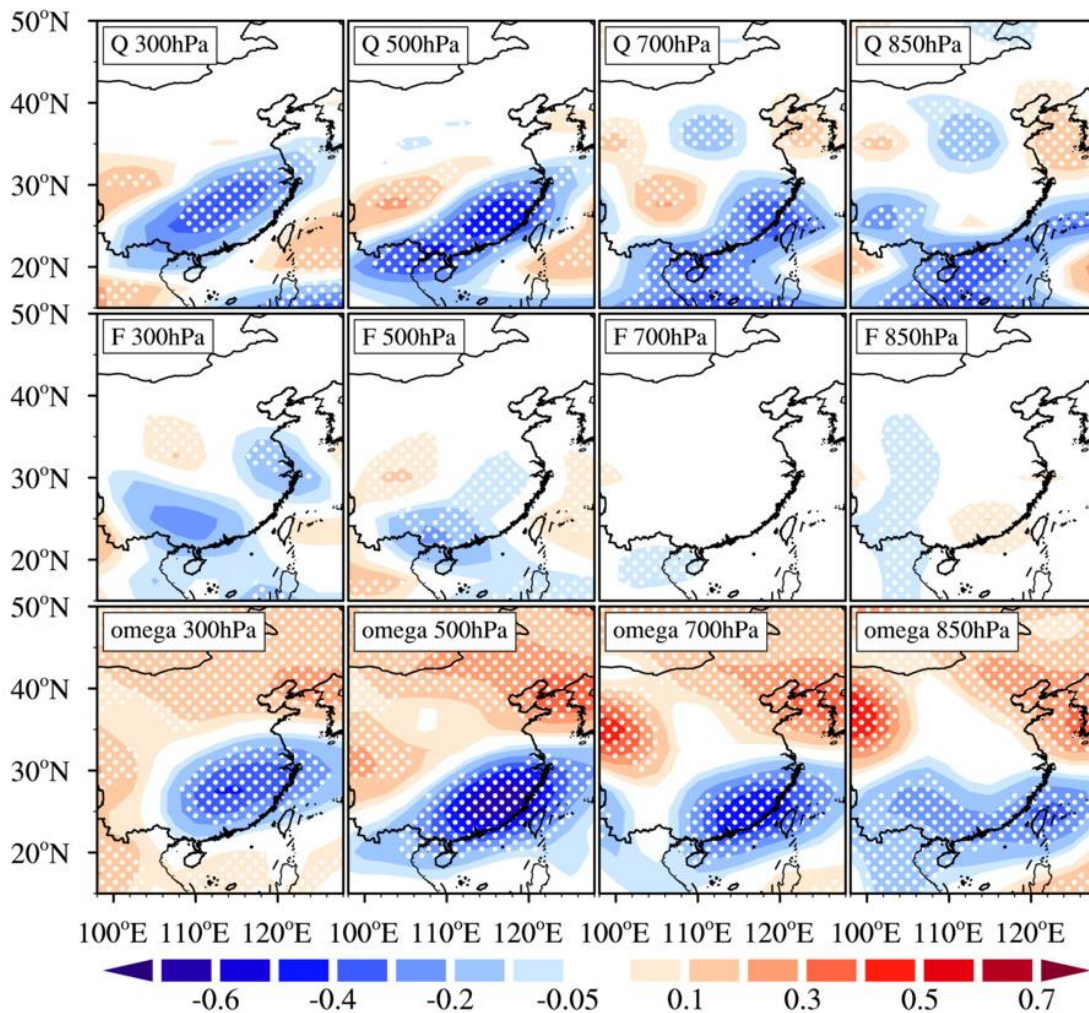 50°N
Q 300hPa
Q 500hPa
Q 700hPa
Q 850hPa
40°N
30°N
20°N
50°N
F 300hPa
F 500hPa
F 700hPa
F 850hPa
40°N
30°N
20°N
50°N
omega 300hPa
omega 500hPa
omega 700hPa
omega 850hPa
40°N
30°N
20°N
100°E 110°E 120°E 100°E 110°E 120°E 100°E 110°E 120°E 100°E 110°E 120°E
-0.6 -0.4 -0.2 -0.05 0.1 0.3 0.5 0.7